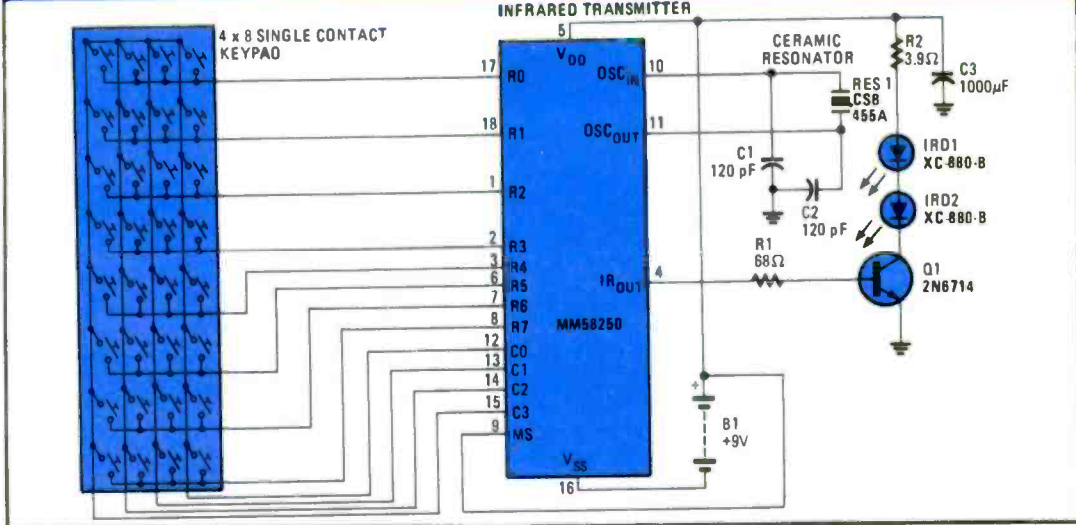 INFRARED TRANSMITTER
4 x 8 SINGLE CONTACT
KEYPAD
5
VDD
17
R0
18
R1
1
R2
2
R3
3
R4
6
R5
7
R6
8
R7
12
C0
13
C1
14
C2
15
C3
9
MS
VSS
16
MM58250
OSCIN
10
OSCOUT
11
IROUT
4
CERAMIC
RESONATOR
RES 1
CSB
455A
C1
120 pF
C2
120 pF
R1
68Ω
R2
3.9Ω
C3
1000µF
IRD1
XC-880-B
IRD2
XC-880-B
Q1
2N6714
+
B1
+9V